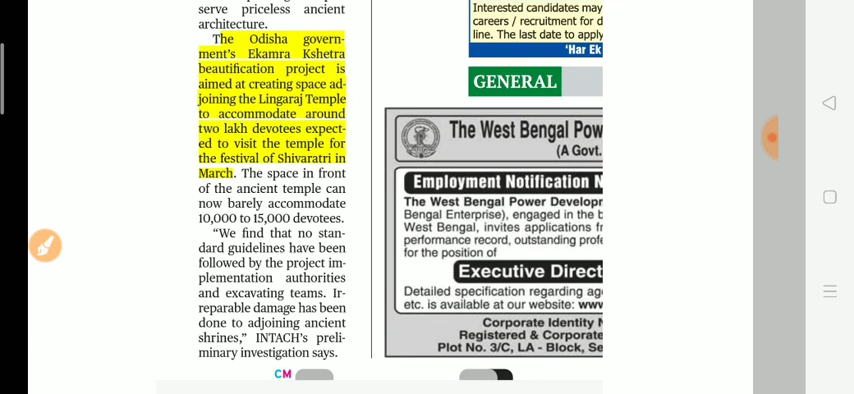 serve priceless ancient
architecture.
The Odisha govern-
ment's Ekamra Kshetra
beautification project is
aimed at creating space ad-
joining the Lingaraj Temple
to accommodate around
two lakh devotees expect-
ed to visit the temple for
the festival of Shivaratri in
March. The space in front
of the ancient temple can
now barely accommodate
10,000 to 15,000 devotees.
"We find that no stan-
dard guidelines have been
followed by the project im-
plementation authorities
and excavating teams. Ir-
reparable damage has been
done to adjoining ancient
shrines," INTACH's preli-
minary investigation says.
CM
Interested candidates may
careers / recruitment for d
line. The last date to apply
'Har Ek
GENERAL
The West Bengal Pow
(A Govt.
Employment Notification N
The West Bengal Power Develop
Bengal Enterprise), engaged in the b
West Bengal, invites applications fr
performance record, outstanding profe
for the position of
Executive Direct
Detailed specification regarding ag
etc. is available at our website: www
Corporate Identity N
Registered & Corporate
Plot No. 3/C, LA - Block, Se